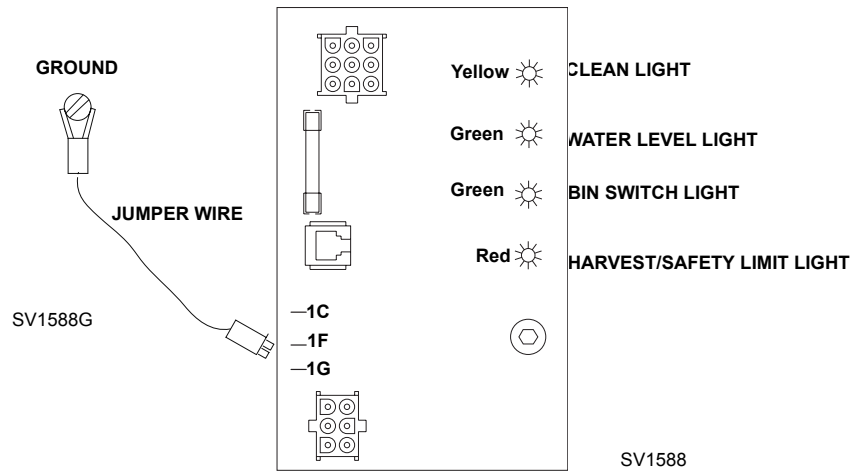 GROUND
Yellow CLEAN LIGHT
Green WATER LEVEL LIGHT
Green BIN SWITCH LIGHT
JUMPER WIRE
Red HARVEST/SAFETY LIMIT LIGHT
SV1588G
1C
1F
1G
SV1588